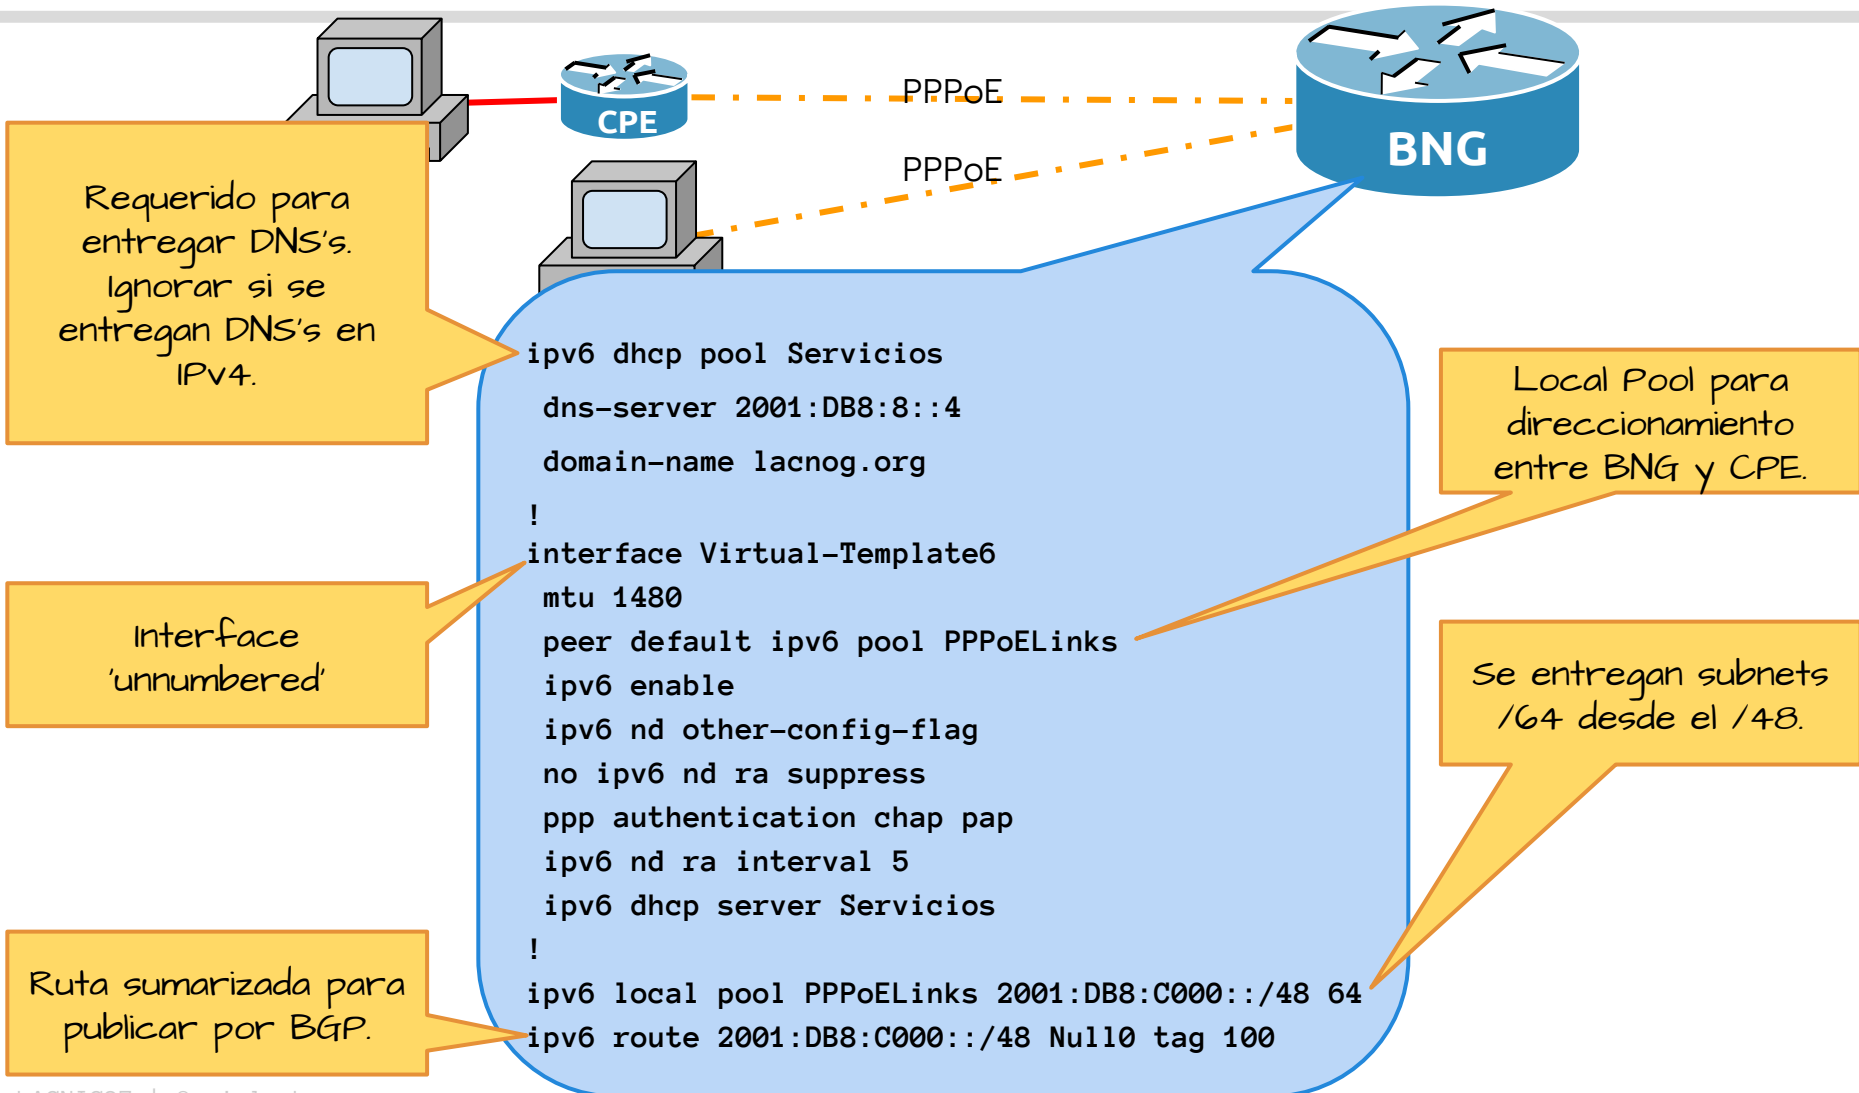 CPE
PPPoE
BNG
PPPoE
Requerido para
entregar DNS's.
Ignorar si se
entregan DNS's en
IPv4.
ipv6 dhcp pool Servicios
dns-server 2001:DB8:8::4
domain-name lacnog.org
!
interface Virtual-Template6
mtu 1480
peer default ipv6 pool PPPoELinks
ipv6 enable
ipv6 nd other-config-flag
no ipv6 nd ra suppress
ppp authentication chap pap
ipv6 nd ra interval 5
ipv6 dhcp server Servicios
!
ipv6 local pool PPPoELinks 2001:DB8:C000::/48 64
ipv6 route 2001:DB8:C000::/48 Null0 tag 100
Interface
'unnumbered'
Ruta sumarizada para
publicar por BGP.
Local Pool para
direccionamiento
entre BNG y CPE.
Se entregan subnets
/64 desde el /48.